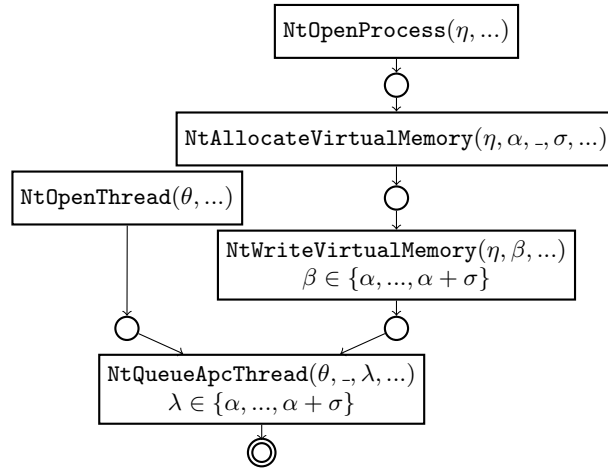 NtOpenProcess(η, ...)
NtAllocateVirtualMemory(η, α, _, σ, ...)
NtOpenThread(θ, ...)
NtWriteVirtualMemory(η, β, ...)
β ∈ {α, ..., α + σ}
NtQueueApcThread(θ, _, λ, ...)
λ ∈ {α, ..., α + σ}